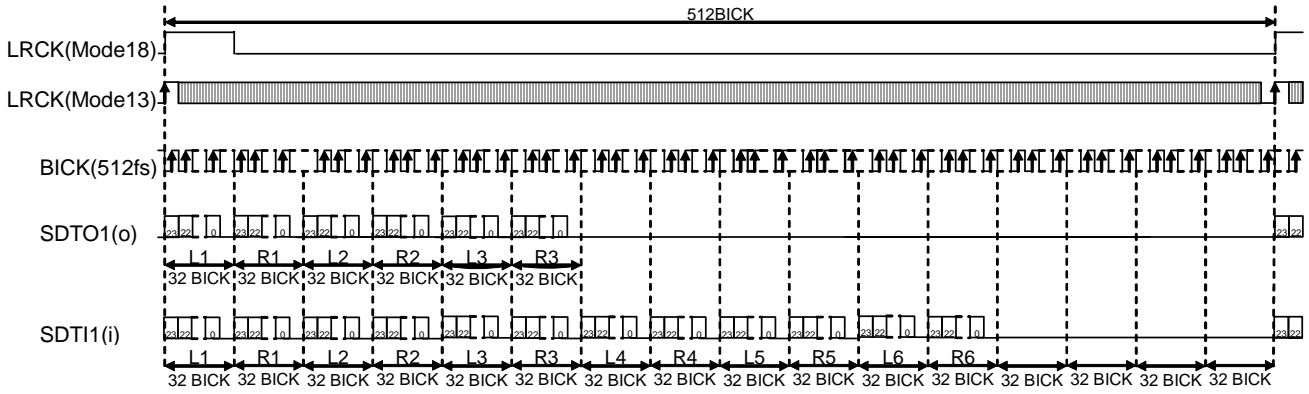 512BICK
LRCK(Mode18)
LRCK(Mode13)
BICK(512fs)
SDTO1(o)
23 22 0 23 22 0 23 22 0 23 22 0 23 22 0 23 22 0 23 22
L1 R1 L2 R2 L3 R3
32 BICK 32 BICK 32 BICK 32 BICK 32 BICK 32 BICK
SDTI1(i)
23 22 0 23 22 0 23 22 0 23 22 0 23 22 0 23 22 0 23 22 0 23 22 0 23 22 0 23 22 0 23 22 0 23 22 0 23 22
L1 R1 L2 R2 L3 R3 L4 R4 L5 R5 L6 R6
32 BICK 32 BICK 32 BICK 32 BICK 32 BICK 32 BICK 32 BICK 32 BICK 32 BICK 32 BICK 32 BICK 32 BICK 32 BICK 32 BICK 32 BICK 32 BICK